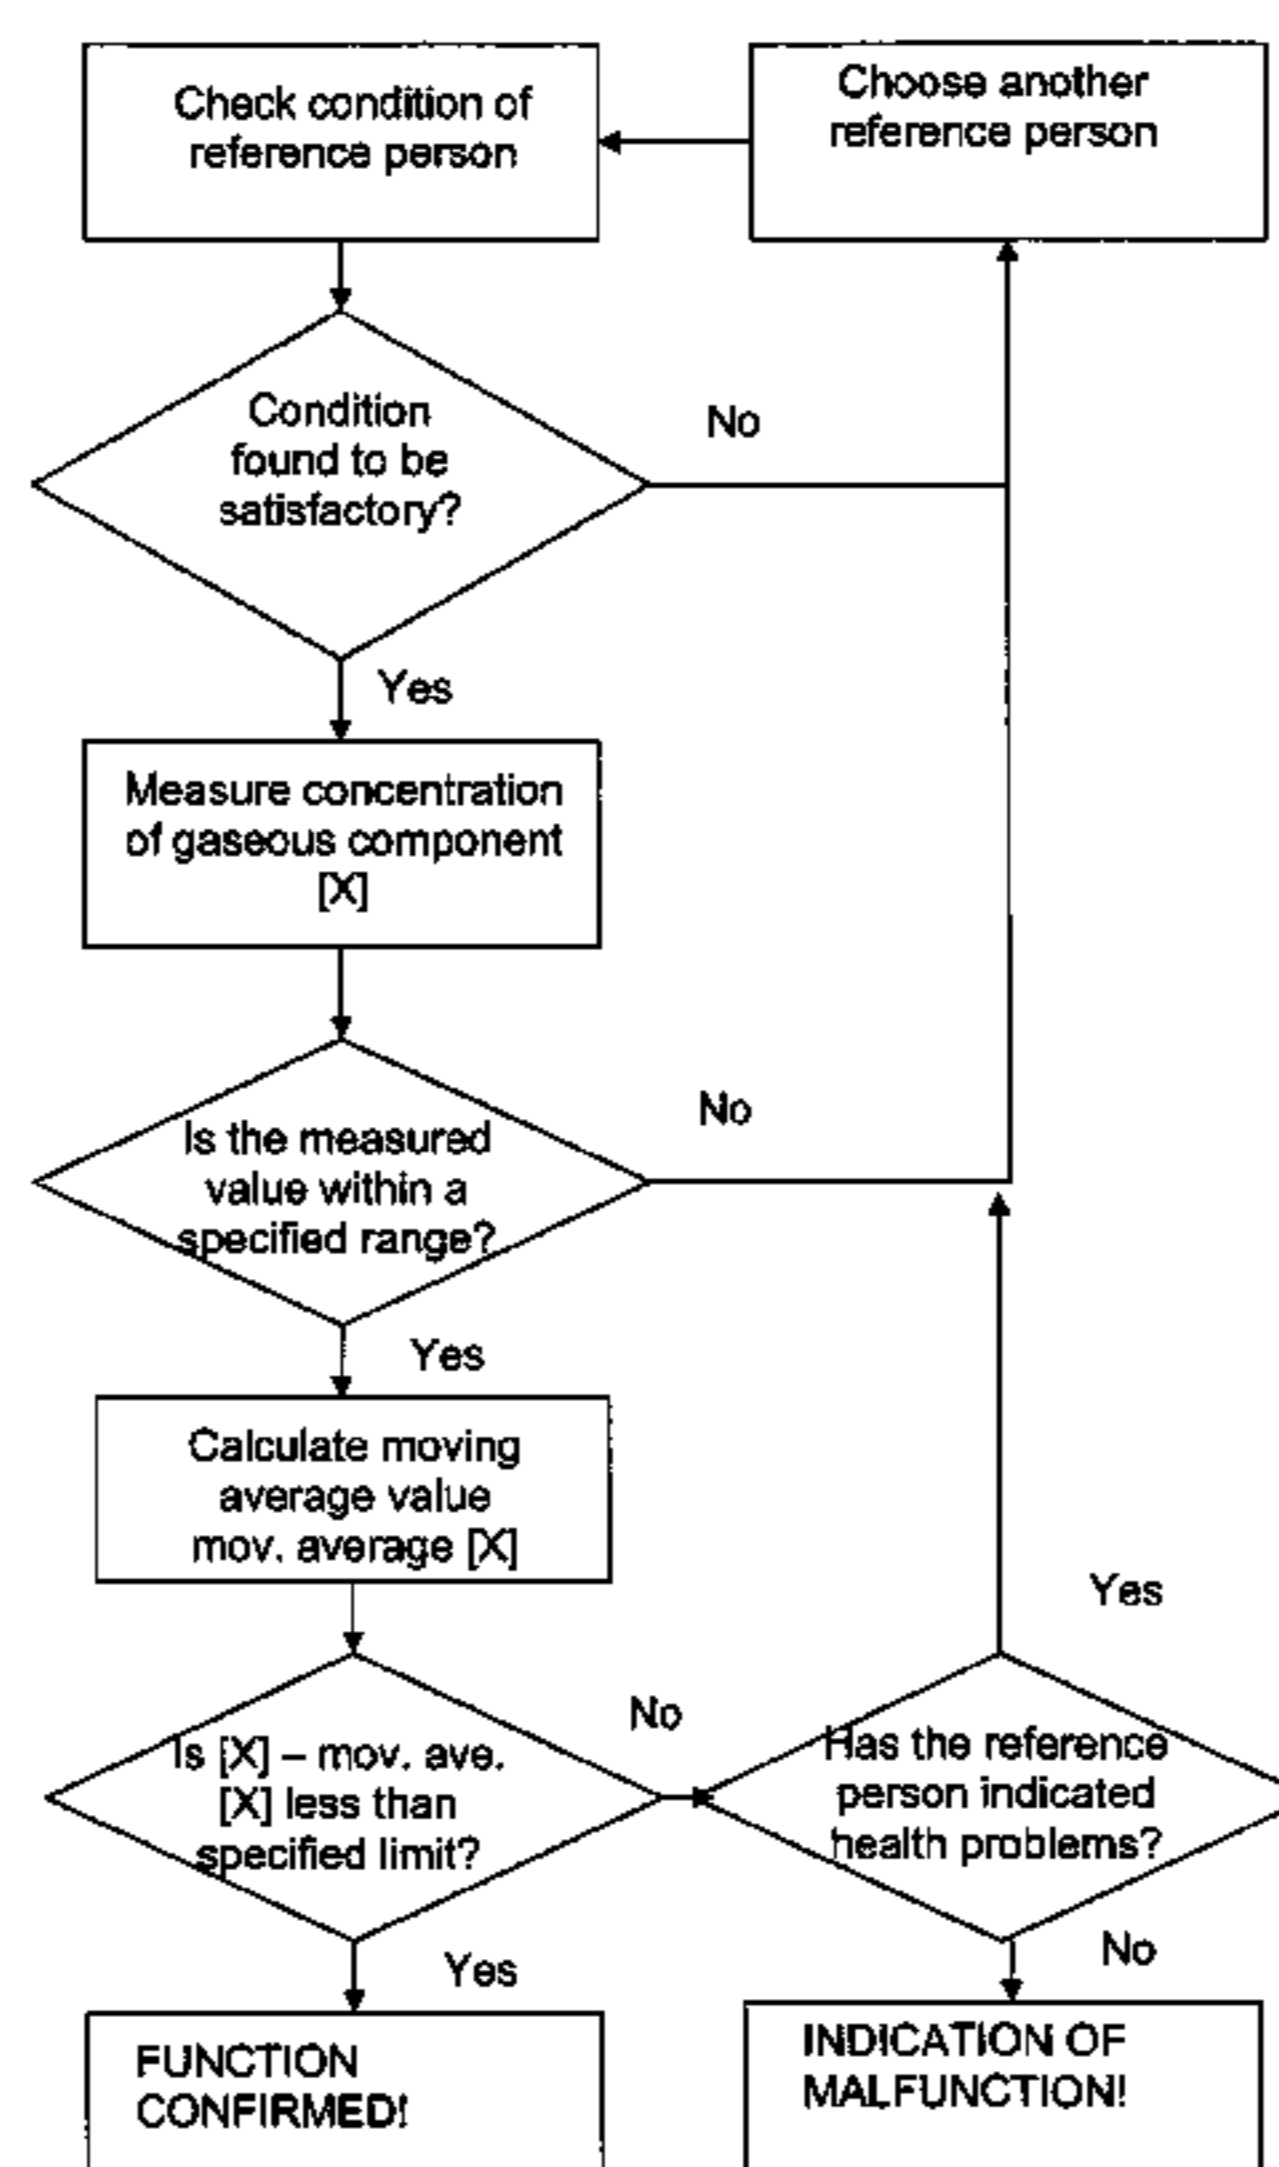 Check condition of
reference person
Choose another
reference person
Condition
found to be
satisfactory?
No
Yes
Measure concentration
of gaseous component
[X]
Is the measured
value within a
specified range?
No
Yes
Calculate moving
average value
mov. average [X]
Is [X] – mov. ave.
[X] less than
specified limit?
No
Has the reference
person indicated
health problems?
Yes
Yes
No
FUNCTION
CONFIRMED!
INDICATION OF
MALFUNCTION!